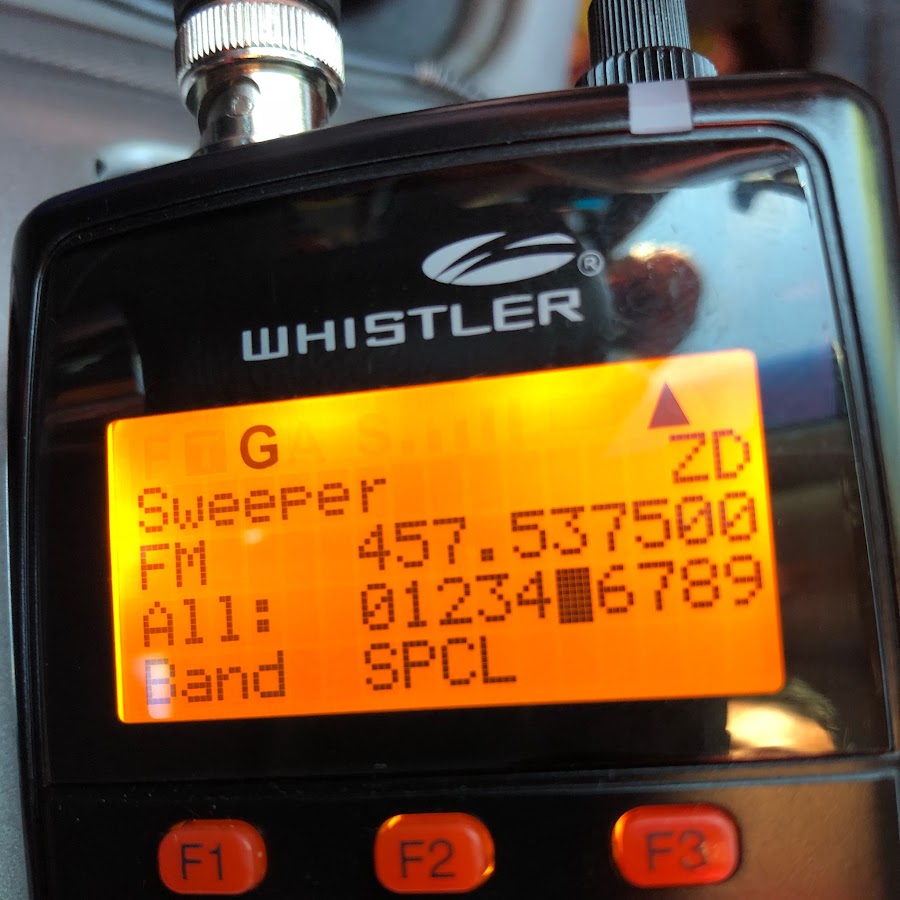 ®
WHISTLER
G
ZD
Sweeper
FM 457.537500
All: 01234 6789
Band SPCL
F1 F2 F3